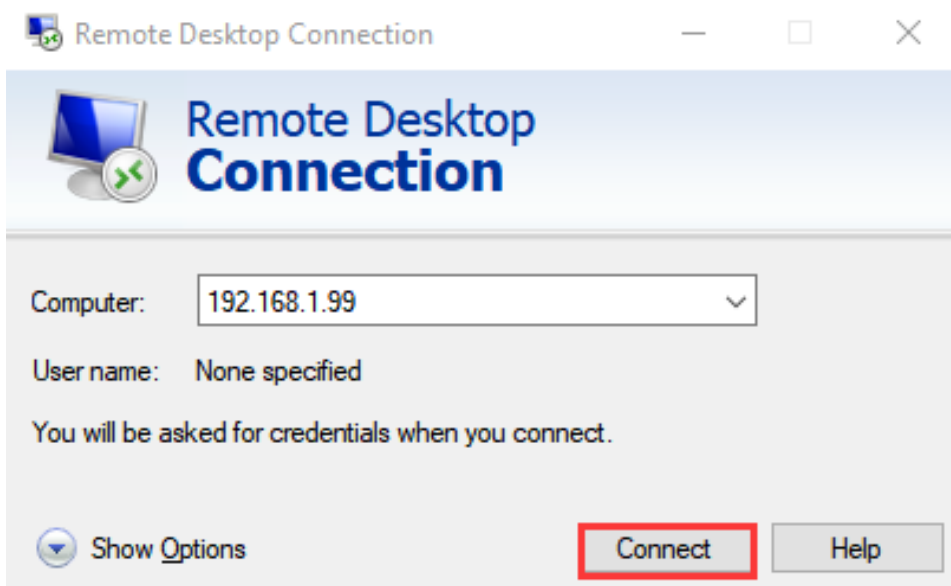 Remote Desktop Connection
Remote Desktop
Connection
Computer: 192.168.1.99
User name: None specified
You will be asked for credentials when you connect.
Show Options Connect Help